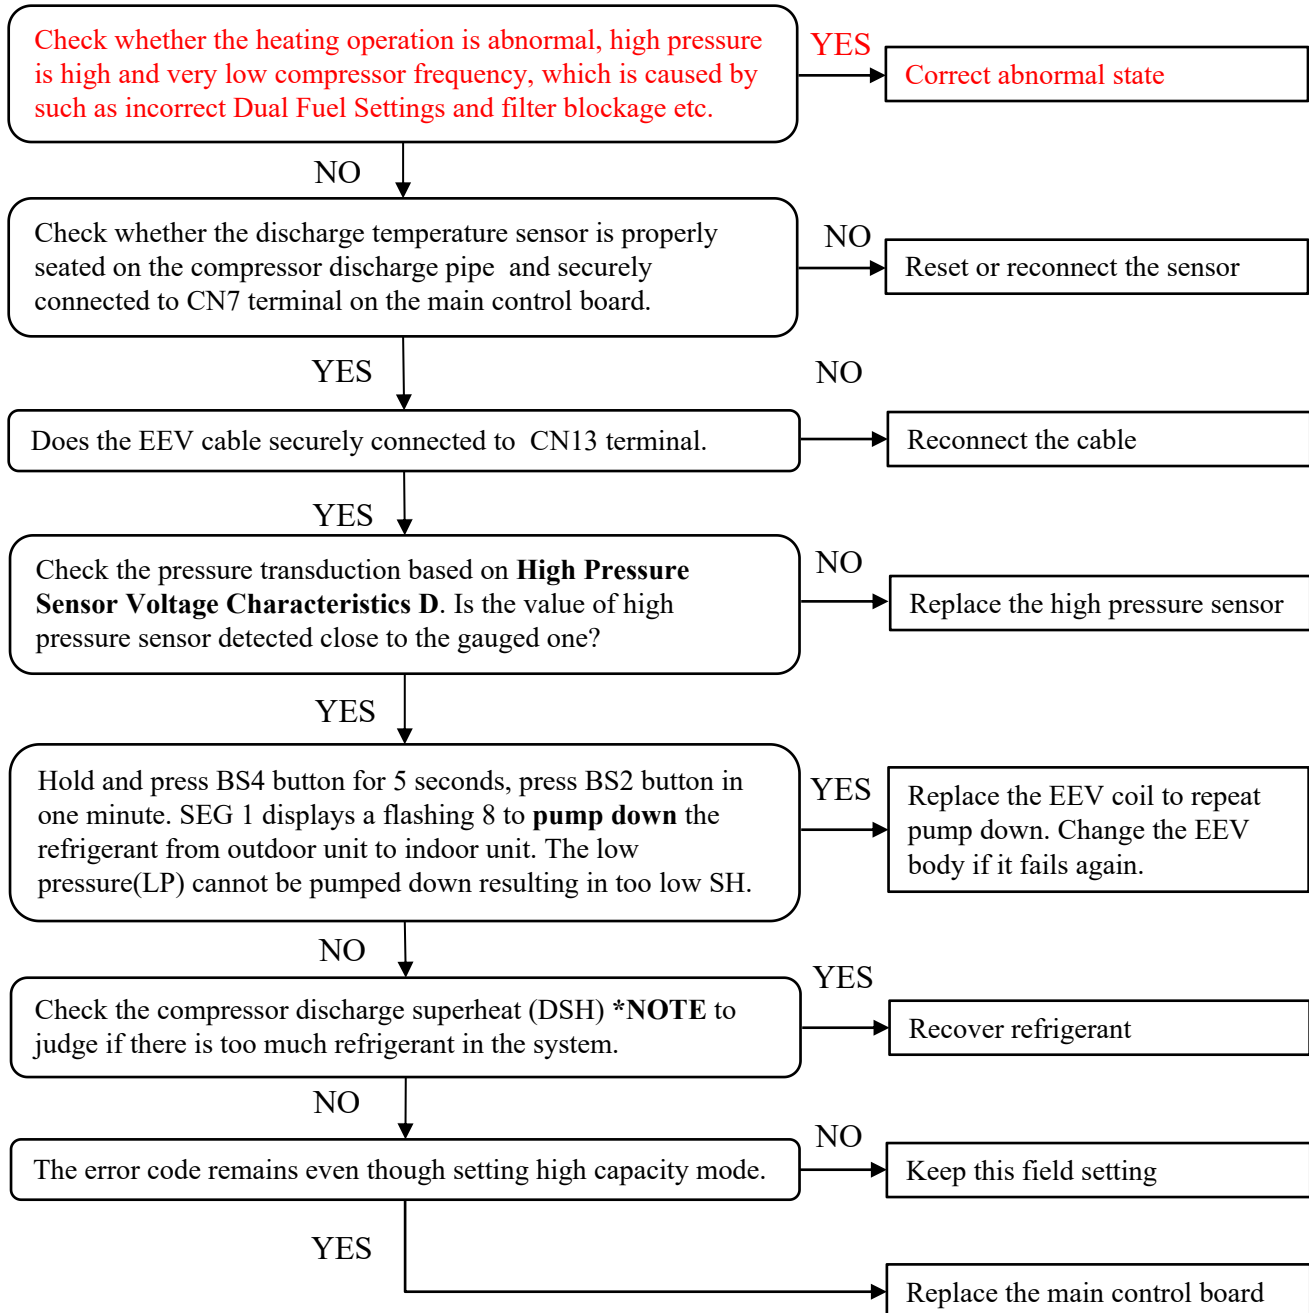 Check whether the heating operation is abnormal, high pressure
is high and very low compressor frequency, which is caused by
such as incorrect Dual Fuel Settings and filter blockage etc.
YES
Correct abnormal state
NO
Check whether the discharge temperature sensor is properly
seated on the compressor discharge pipe and securely
connected to CN7 terminal on the main control board.
NO
Reset or reconnect the sensor
YES
NO
Does the EEV cable securely connected to CN13 terminal.
Reconnect the cable
YES
Check the pressure transduction based on High Pressure
Sensor Voltage Characteristics D. Is the value of high
pressure sensor detected close to the gauged one?
NO
Replace the high pressure sensor
YES
Hold and press BS4 button for 5 seconds, press BS2 button in
one minute. SEG 1 displays a flashing 8 to pump down the
refrigerant from outdoor unit to indoor unit. The low
pressure(LP) cannot be pumped down resulting in too low SH.
YES
Replace the EEV coil to repeat
pump down. Change the EEV
body if it fails again.
NO
Check the compressor discharge superheat (DSH) *NOTE to
judge if there is too much refrigerant in the system.
YES
Recover refrigerant
NO
The error code remains even though setting high capacity mode.
NO
Keep this field setting
YES
Replace the main control board